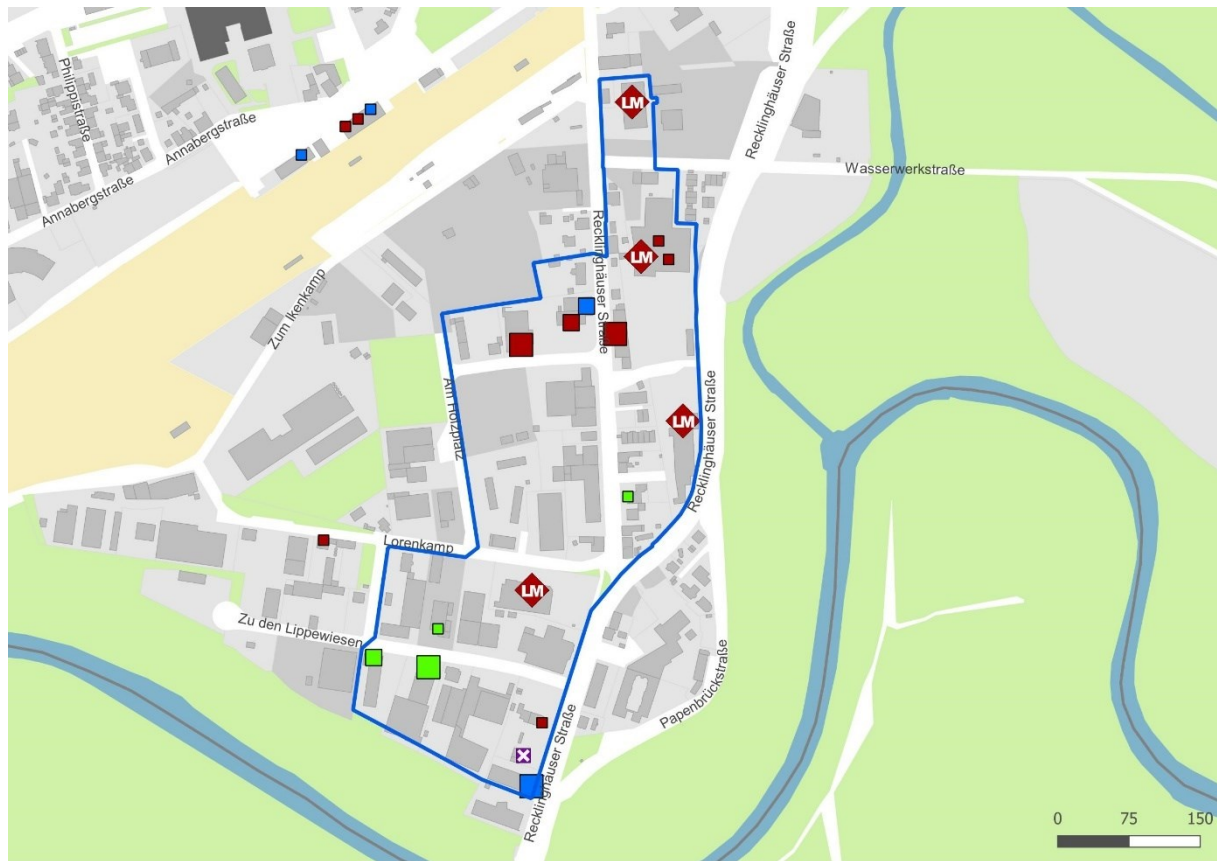 Philippistraße
Annabergstraße
Annabergstraße
Recklinghäuser Straße
LM
Wasserwerkstraße
Recklinghäuser Straße
LM
Zum Ikenkamp
Am Holzplatz
LM
Recklinghäuser Straße
Lorenkamp
LM
Zu den Lippewiesen
Papenbrückstraße
Recklinghäuser Straße
0 75 150